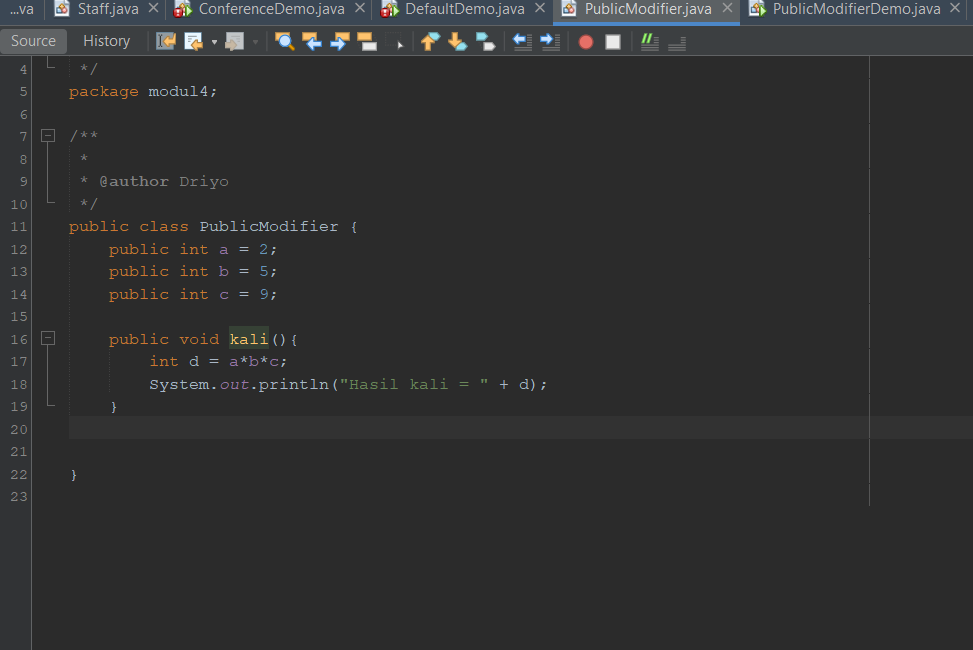 ...va Staff.java ConferenceDemo.java DefaultDemo.java PublicModifier.java PublicModifierDemo.java
Source History
4 */
5 package modul4;
6
7 /**
8 *
9 * @author Driyo
10 */
11 public class PublicModifier {
12 public int a = 2;
13 public int b = 5;
14 public int c = 9;
15
16 public void kali(){
17 int d = a*b*c;
18 System.out.println("Hasil kali = " + d);
19 }
20
21
22 }
23